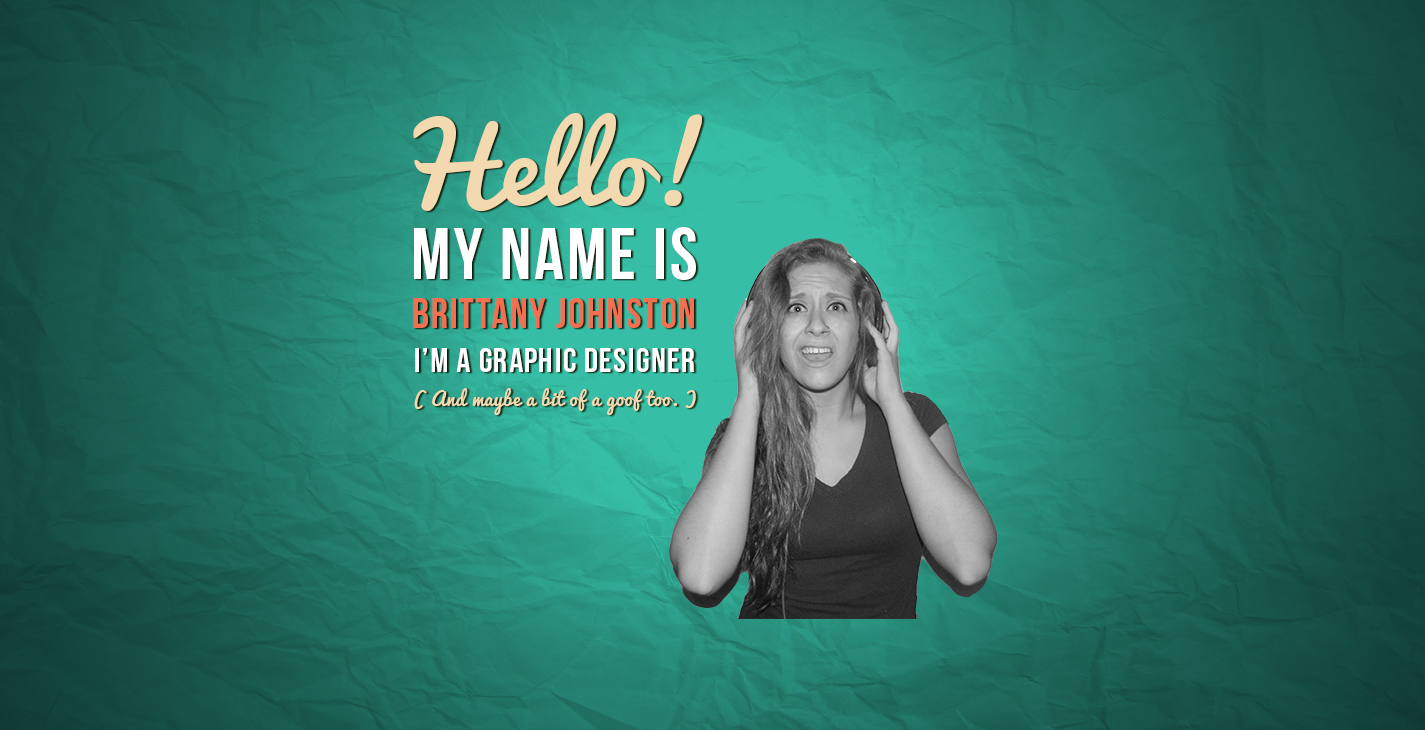 Hello!
MY NAME IS
BRITTANY JOHNSTON
I'M A GRAPHIC DESIGNER
( And maybe a bit of a goof too. )